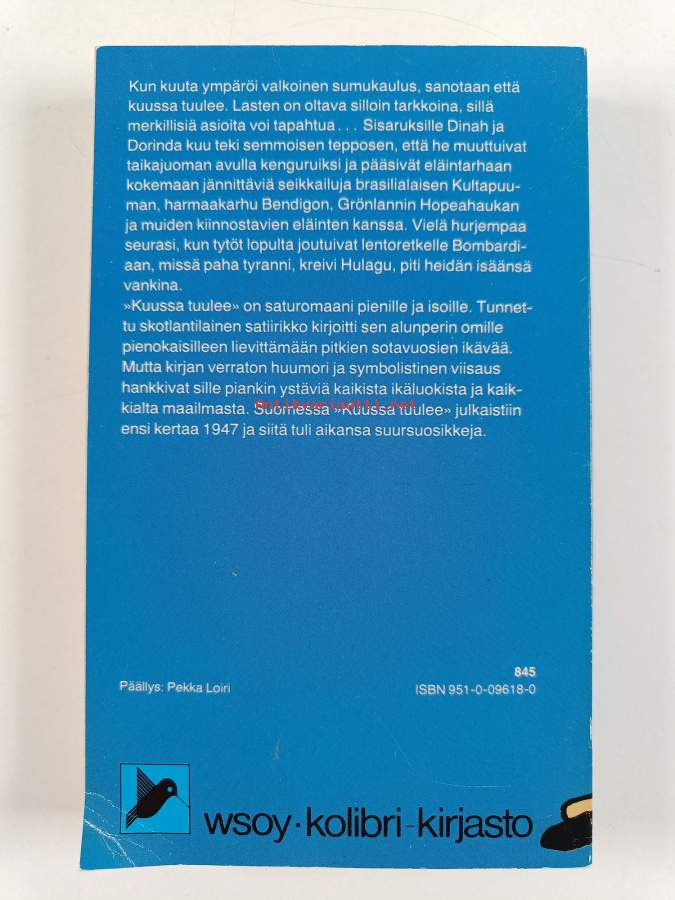 Kun kuuta ympäröi valkoinen sumukaulus, sanotaan että
kuussa tuulee. Lasten on oltava silloin tarkkoina, sillä
merkillisiä asioita voi tapahtua... Sisaruksille Dinah ja
Dorinda kuu teki semmoisen tepposen, että he muuttuivat
taikajuoman avulla kenguruiksi ja pääsivät eläintarhaan
kokemaan jännittäviä seikkailuja brasilialaisen Kultapuu-
man, harmaakarhu Bendigon, Grönlannin Hopeahaukan
ja muiden kiinnostavien eläinten kanssa. Vielä hurjempaa
seurasi, kun tytöt lopulta joutuivat lentoretkelle Bombardi-
aan, missä paha tyranni, kreivi Hulagu, piti heidän isäänsä
vankina.
»Kuussa tuulee» on saturomaani pienille ja isoille. Tunnet-
tu skotlantilainen satiirikko kirjoitti sen alunperin omille
pienokaisilleen lievittämään pitkien sotavuosien ikävää.
Mutta kirjan verraton huumori ja symbolistinen viisaus
hankkivat sille piankin ystäviä kaikista ikäluokista ja kaik-
kialta maailmasta. Suomessa »Kuussa tuulee» julkaistiin
antikvariaatti.net
ensi kertaa 1947 ja siitä tuli aikansa suursuosikkeja.
845
Päällys: Pekka Loiri
ISBN 951-0-09618-0
wsoy·kolibri-kirjasto